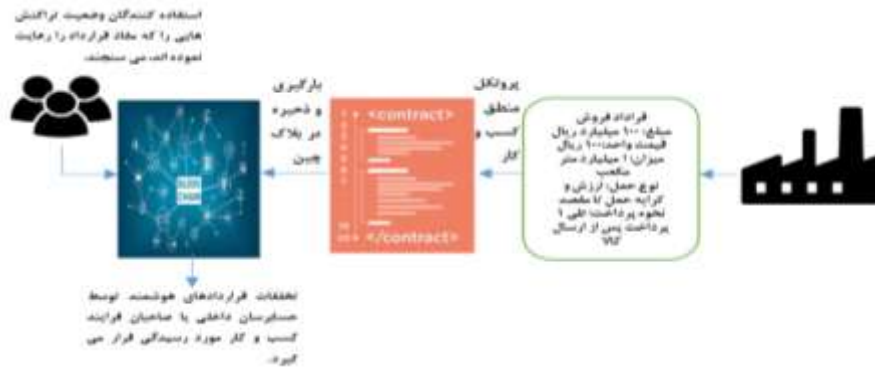 استفاده کنندگان وضعیت تراکنش
هایی را که مفاد قرارداد را رعایت
نموده اند، می سنجند.
بارگیری
و ذخیره
در بلاک
چین
BLOCK
CHAIN
<contract>
</contract>
پروتکل
منطق
کسب و
کار
قراداد فروش
مبلغ: ۱۰۰ میلیارد ریال
قیمت واحد: ۱۰۰ ریال
میزان: ۱ میلیارد متر
مکعب
نوع حمل: ارزش و
کرایه حمل تا مقصد
نحوه پرداخت: طی ۱
پرداخت پس از ارسال
کالا
تخلفات قراردادهای هوشمند توسط
حسابرسان داخلی یا صاحبان فرایند
کسب و کار مورد رسیدگی قرار می
گیرد.